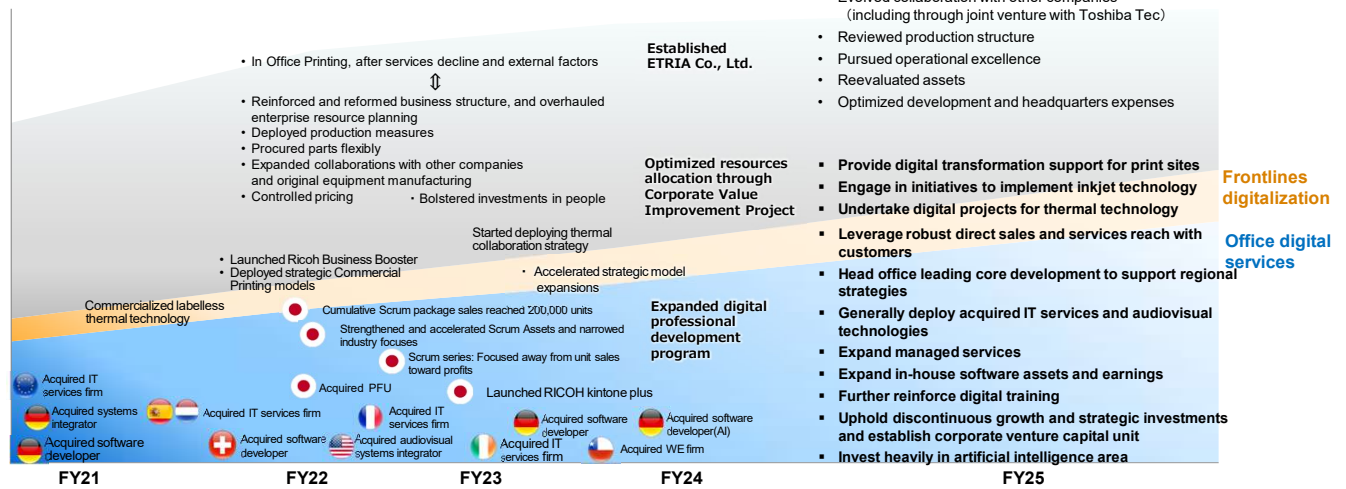 Evolved collaboration with other companies
(including through joint venture with Toshiba Tec)
• Reviewed production structure
• Pursued operational excellence
• Reevaluated assets
• Optimized development and headquarters expenses
Established
ETRIA Co., Ltd.
• In Office Printing, after services decline and external factors
⇕
• Reinforced and reformed business structure, and overhauled
enterprise resource planning
• Deployed production measures
• Procured parts flexibly
• Expanded collaborations with other companies
and original equipment manufacturing
• Controlled pricing
・Bolstered investments in people
Optimized resources
allocation through
Corporate Value
Improvement Project
▪ Provide digital transformation support for print sites
▪ Engage in initiatives to implement inkjet technology
▪ Undertake digital projects for thermal technology
Frontlines
digitalization
Started deploying thermal
collaboration strategy
• Launched Ricoh Business Booster
• Deployed strategic Commercial
Printing models
・ Accelerated strategic model
expansions
Commercialized labelless
thermal technology
▪ Leverage robust direct sales and services reach with
customers
▪ Head office leading core development to support regional
strategies
▪ Generally deploy acquired IT services and audiovisual
technologies
▪ Expand managed services
▪ Expand in-house software assets and earnings
▪ Further reinforce digital training
▪ Uphold discontinuous growth and strategic investments
and establish corporate venture capital unit
▪ Invest heavily in artificial intelligence area
Office digital
services
Cumulative Scrum package sales reached 200,000 units
Strengthened and accelerated Scrum Assets and narrowed
industry focuses
Scrum series: Focused away from unit sales
toward profits
Expanded digital
professional
development
program
Acquired IT
services firm
Acquired PFU
Launched RICOH kintone plus
Acquired systems
integrator
Acquired IT services firm
Acquired IT
services firm
Acquired software
developer
Acquired software
developer(AI)
Acquired software
developer
Acquired software
developer
Acquired audiovisual
systems integrator
Acquired IT
services firm
Acquired WE firm
FY21
FY22
FY23
FY24
FY25